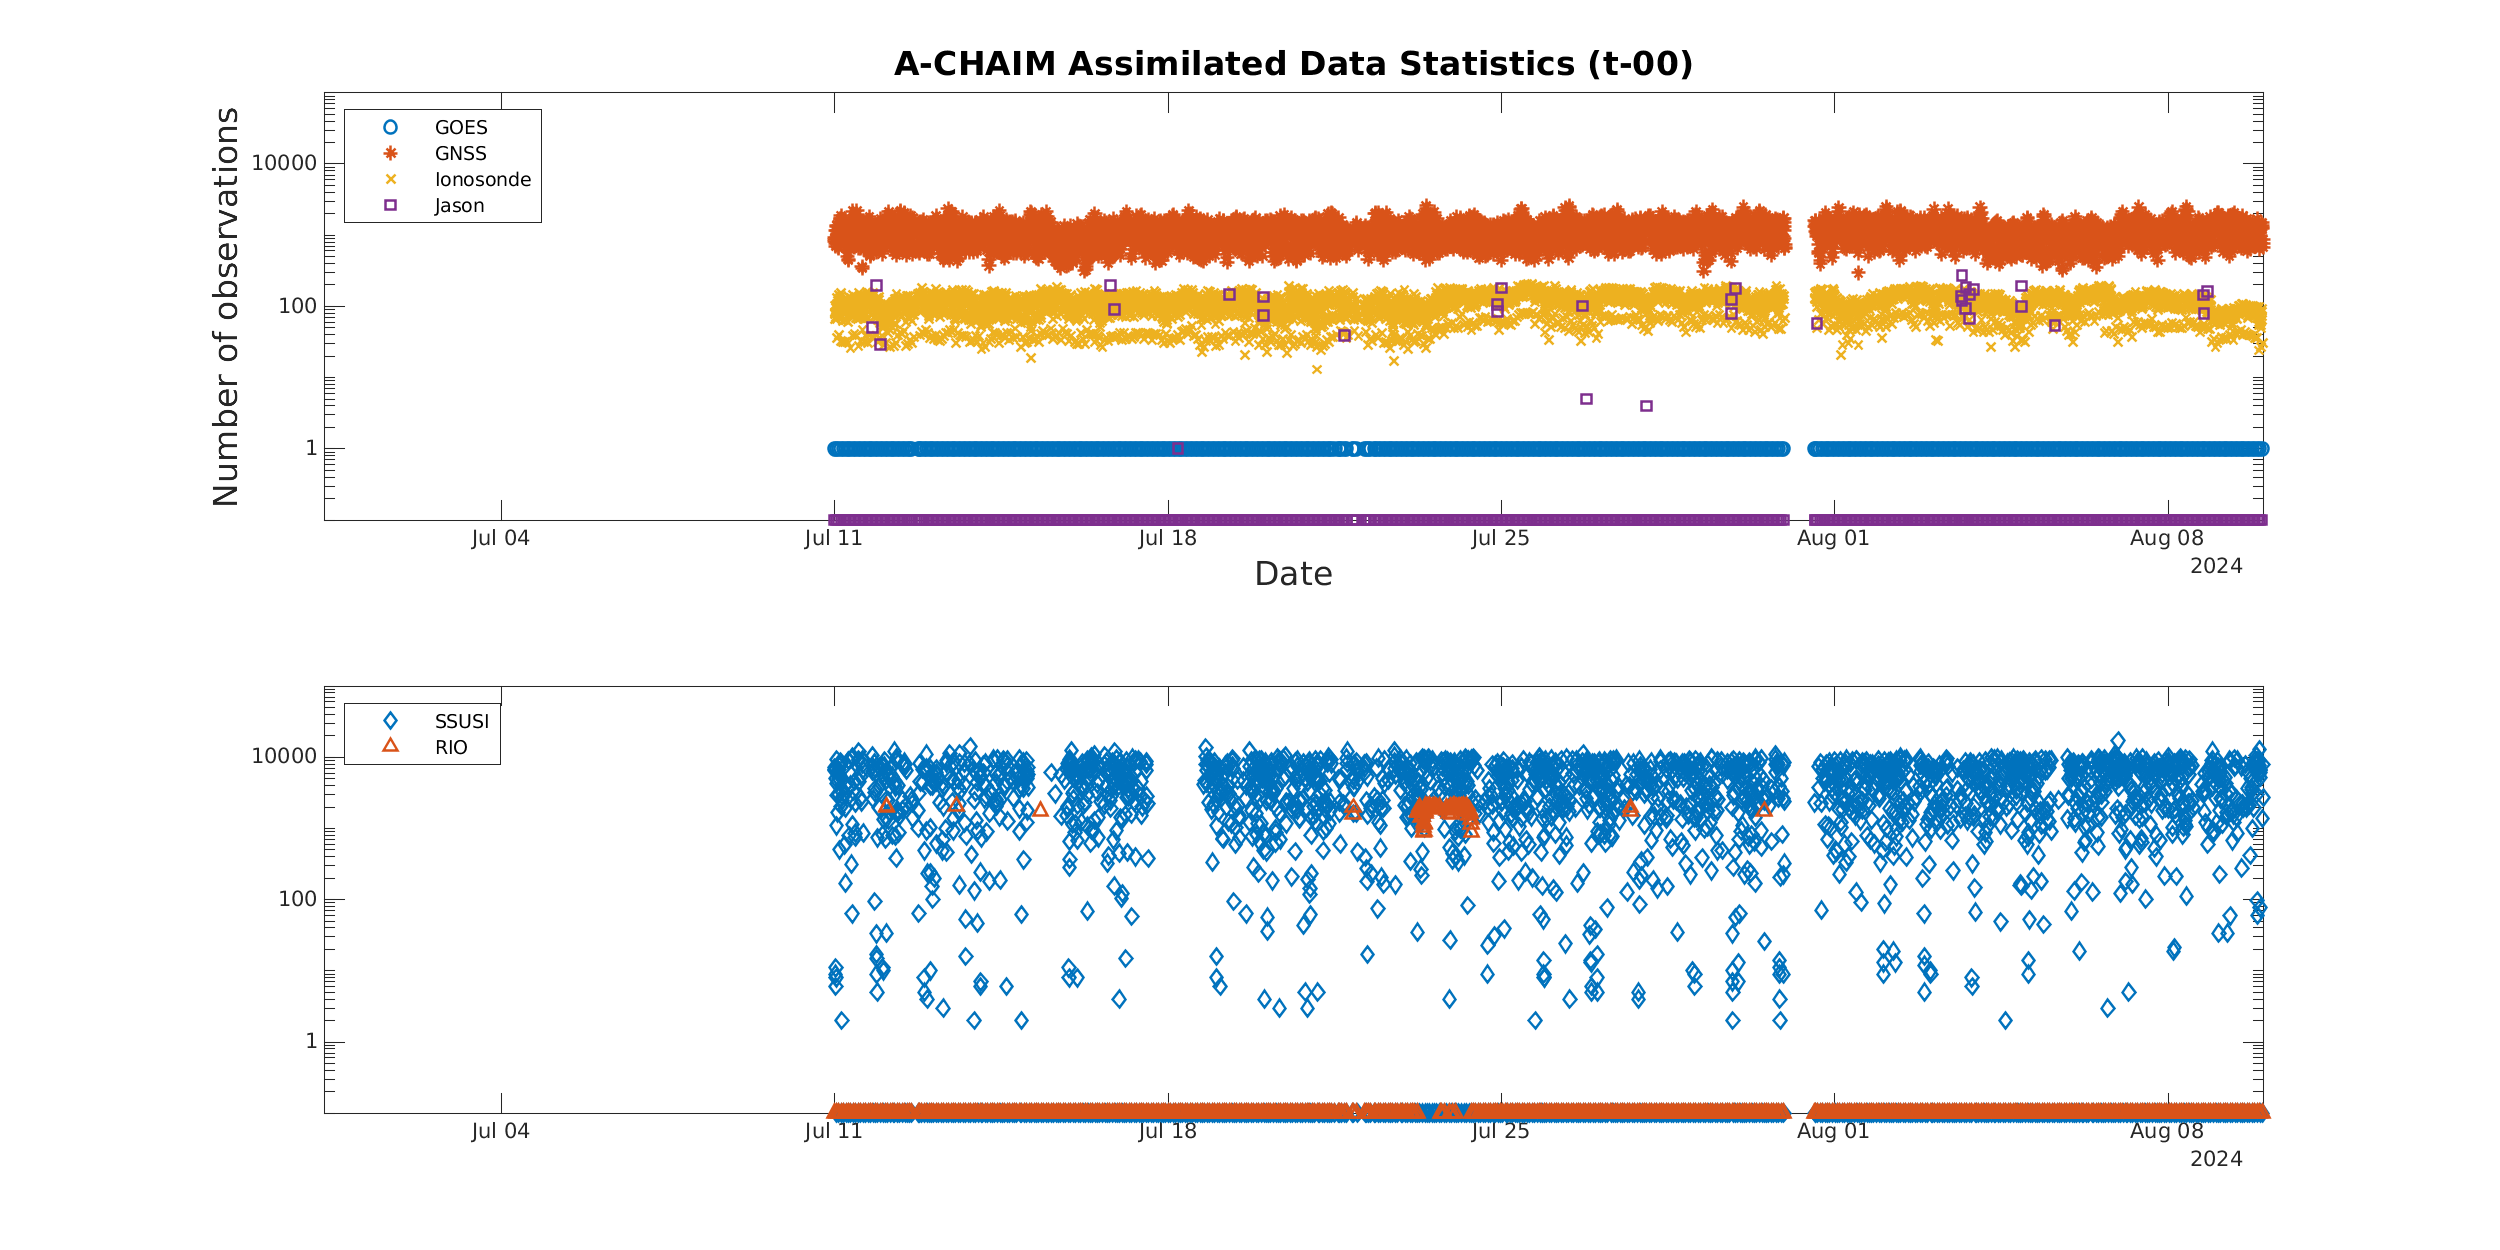 A-CHAIM Assimilated Data Statistics (t-00)
Number of observations
10000
100
1
GOES
GNSS
Ionosonde
Jason
Jul 04
Jul 11
Jul 18
Jul 25
Aug 01
Aug 08
2024
Date
10000
100
1
SSUSI
RIO
Jul 04
Jul 11
Jul 18
Jul 25
Aug 01
Aug 08
2024